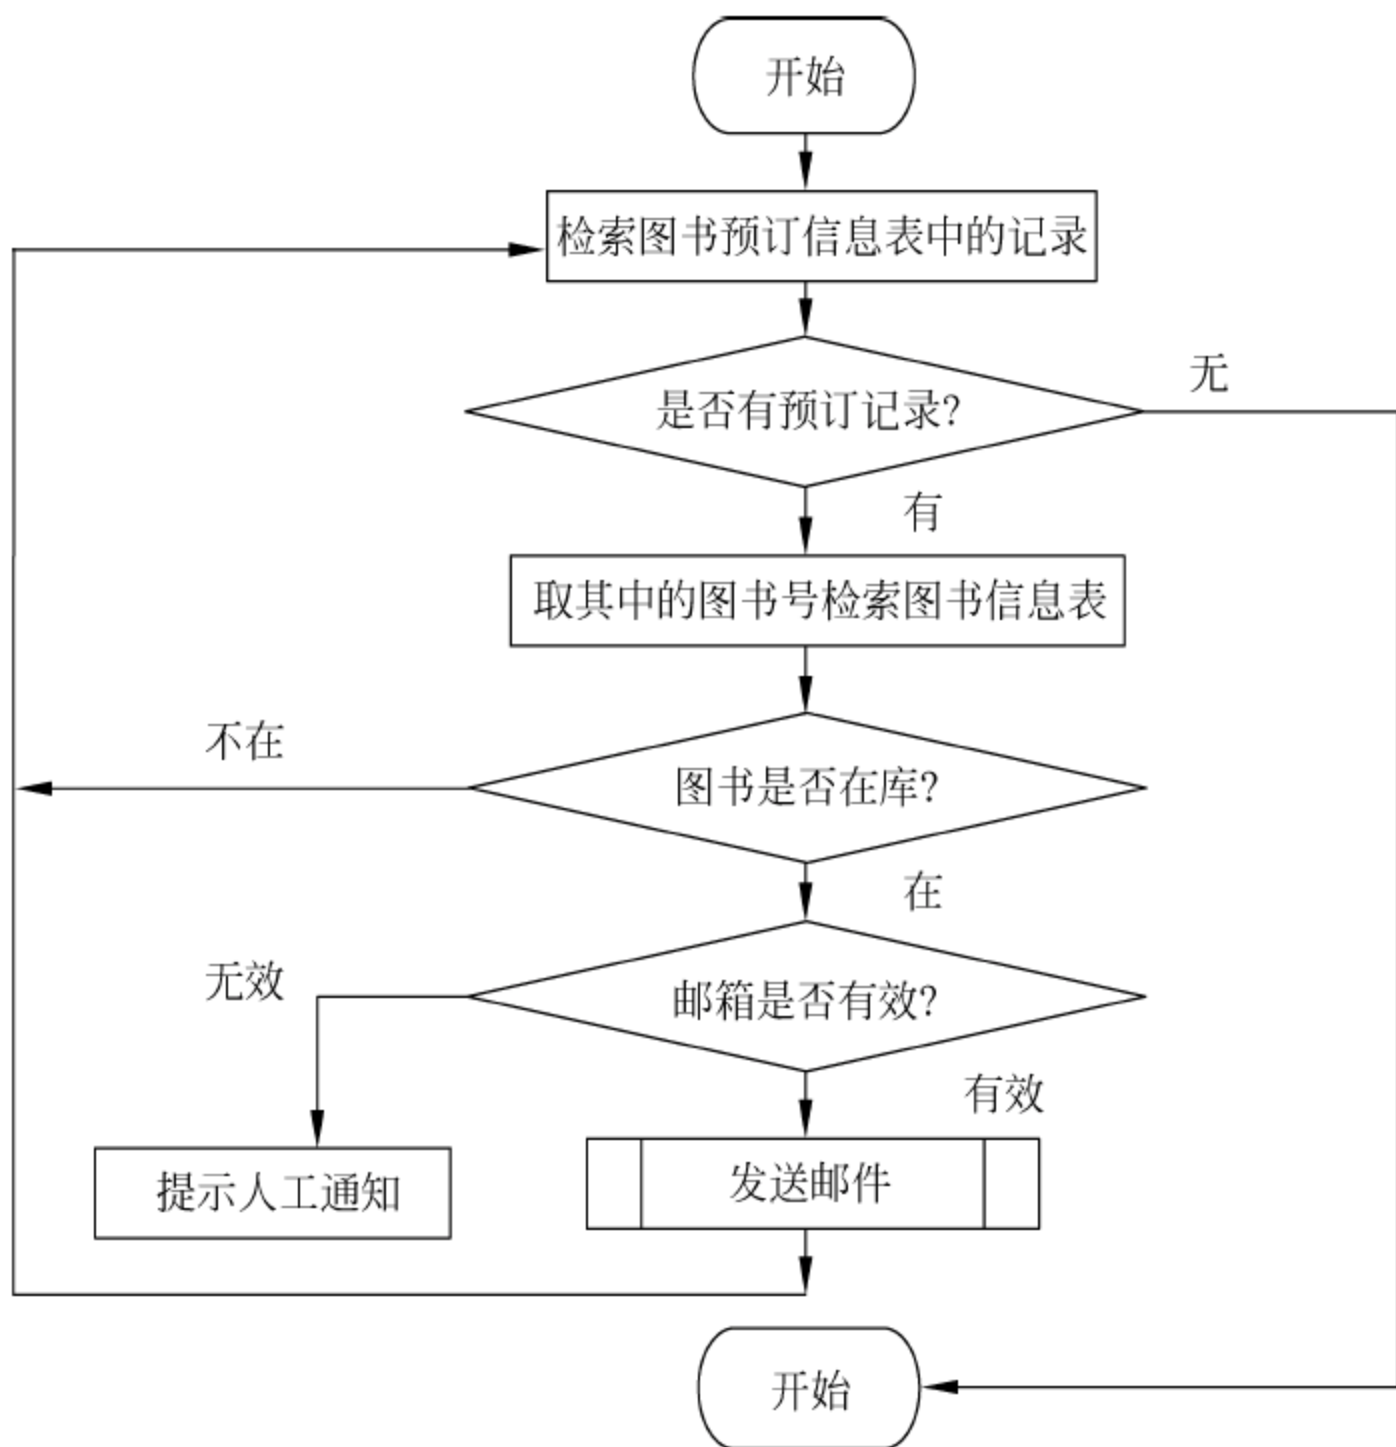 开始
检索图书预订信息表中的记录
无
是否有预订记录?
有
取其中的图书号检索图书信息表
不在
图书是否在库?
在
无效
邮箱是否有效?
有效
提示人工通知
发送邮件
开始